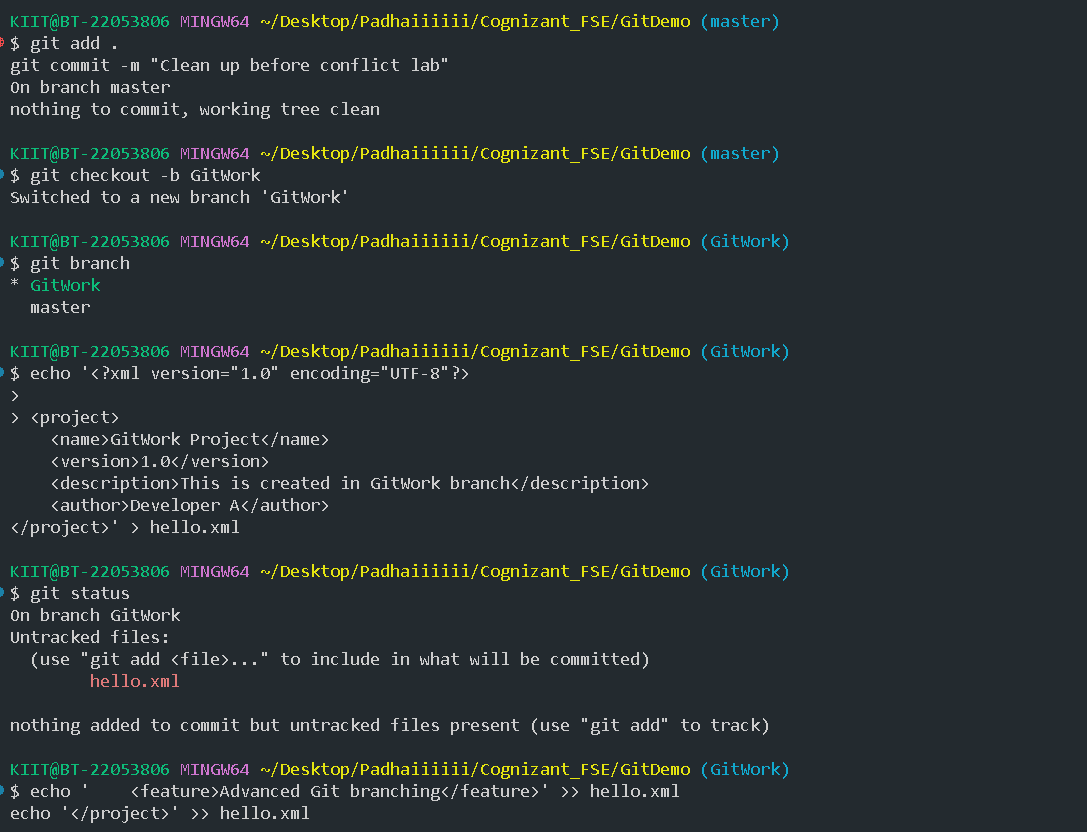 KIIT@BT-22053806 MINGW64 ~/Desktop/Padhaiiiiii/Cognizant_FSE/GitDemo (master)
$ git add .
git commit -m "Clean up before conflict lab"
On branch master
nothing to commit, working tree clean

KIIT@BT-22053806 MINGW64 ~/Desktop/Padhaiiiiii/Cognizant_FSE/GitDemo (master)
$ git checkout -b GitWork
Switched to a new branch 'GitWork'

KIIT@BT-22053806 MINGW64 ~/Desktop/Padhaiiiiii/Cognizant_FSE/GitDemo (GitWork)
$ git branch
* GitWork
  master

KIIT@BT-22053806 MINGW64 ~/Desktop/Padhaiiiiii/Cognizant_FSE/GitDemo (GitWork)
$ echo '<?xml version="1.0" encoding="UTF-8"?>
>
> <project>
    <name>GitWork Project</name>
    <version>1.0</version>
    <description>This is created in GitWork branch</description>
    <author>Developer A</author>
</project>' > hello.xml

KIIT@BT-22053806 MINGW64 ~/Desktop/Padhaiiiiii/Cognizant_FSE/GitDemo (GitWork)
$ git status
On branch GitWork
Untracked files:
  (use "git add <file>..." to include in what will be committed)
        hello.xml

nothing added to commit but untracked files present (use "git add" to track)

KIIT@BT-22053806 MINGW64 ~/Desktop/Padhaiiiiii/Cognizant_FSE/GitDemo (GitWork)
$ echo '    <feature>Advanced Git branching</feature>' >> hello.xml
echo '</project>' >> hello.xml